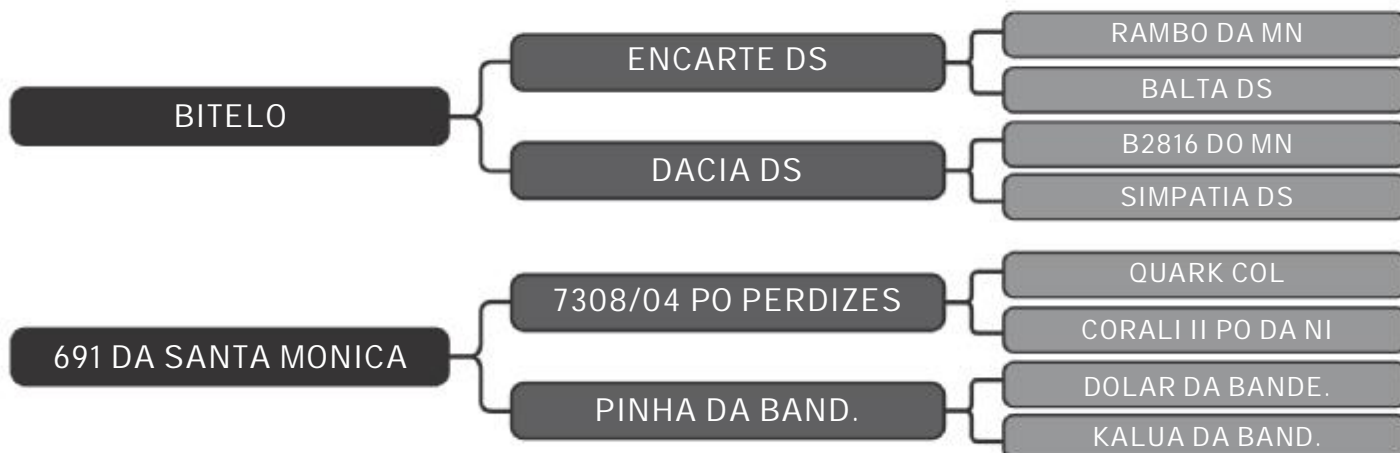 BITELO
ENCARTE DS
RAMBO DA MN
BALTA DS
DACIA DS
B2816 DO MN
SIMPATIA DS
691 DA SANTA MONICA
7308/04 PO PERDIZES
QUARK COL
CORALI II PO DA NI
PINHA DA BAND.
DOLAR DA BANDE.
KALUA DA BAND.